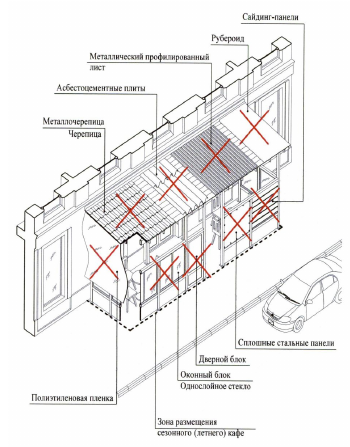 Сайдинг-панели
Рубероид
Металлический профилированный
лист
Асбестоцементные плиты
Металлочерепица
Черепица
Сплошные стальные панели
Дверной блок
Оконный блок
Однослойное стекло
Полиэтиленовая пленка
Зона размещения
сезонного (летнего) кафе